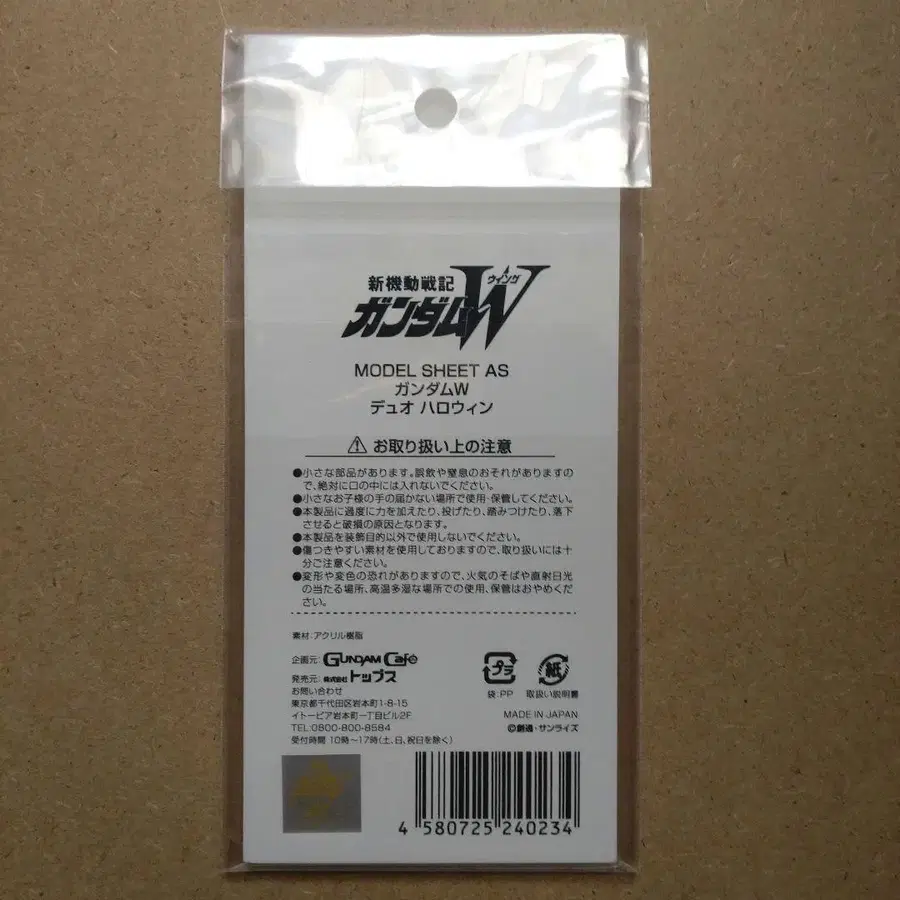 新機動戦記
ウイング
ガンダムW
MODEL SHEET AS
ガンダムW
デュオ ハロウィン
お取り扱い上の注意
●小さな部品があります。誤飲や窒息のおそれがありますの
で、絶対に口の中には入れないでください。
●小さなお子様の手の届かない場所で使用・保管してください。
●本製品に過度に力を加えたり、投げたり、踏みつけたり、落下
させると破損の原因となります。
●本製品を装飾目的以外で使用しないでください。
●傷つきやすい素材を使用しておりますので、取り扱いには十
分ご注意ください。
●変形や変色の恐れがありますので、火気のそばや直射日光
の当たる場所、高温多湿な場所での使用、保管はおやめくだ
さい。
素材:アクリル樹脂
企画元: GUNDAM Café
発売元: 株式会社トップス
お問い合わせ
東京都千代田区岩本町1-8-15
イトーピア岩本町一丁目ビル2F
TEL:0800-800-8584
受付時間 10時～17時(土、日、祝日を除く)
プラ
袋:PP
紙
取扱い説明書
MADE IN JAPAN
©創通・サンライズ
4 580725 240234